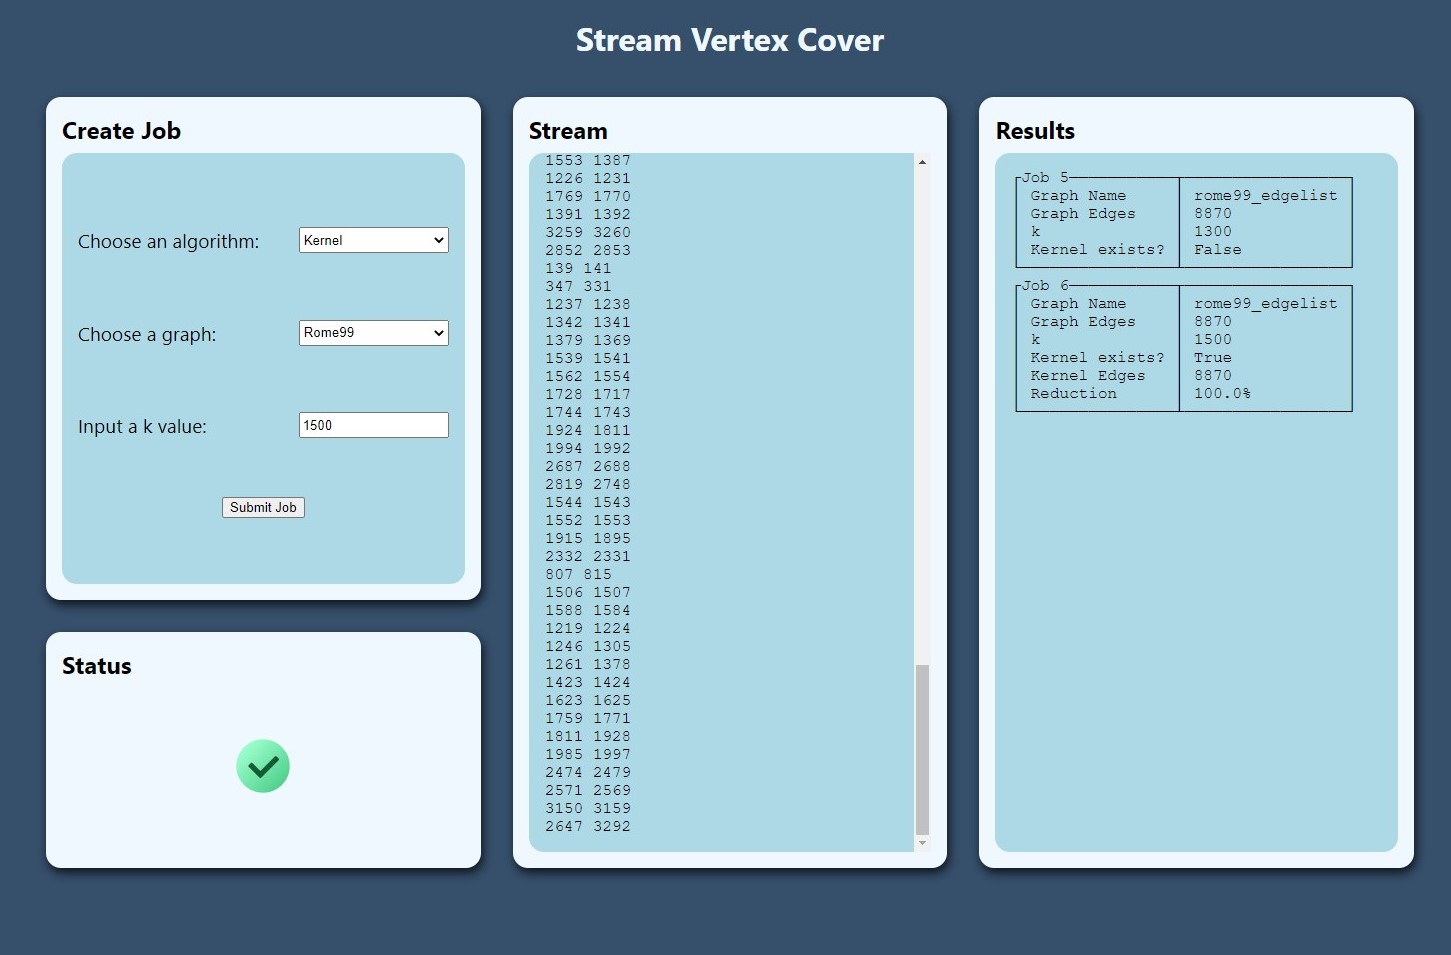 Stream Vertex Cover
Create Job
Choose an algorithm: Kernel
Choose a graph: Rome99
Input a k value: 1500
Submit Job
Status
Stream
1553 1387
1226 1231
1769 1770
1391 1392
3259 3260
2852 2853
139 141
347 331
1237 1238
1342 1341
1379 1369
1539 1541
1562 1554
1728 1717
1744 1743
1924 1811
1994 1992
2687 2688
2819 2748
1544 1543
1552 1553
1915 1895
2332 2331
807 815
1506 1507
1588 1584
1219 1224
1246 1305
1261 1378
1423 1424
1623 1625
1759 1771
1811 1928
1985 1997
2474 2479
2571 2569
3150 3159
2647 3292
Results
Job 5
Graph Name rome99_edgelist
Graph Edges 8870
k 1300
Kernel exists? False
Job 6
Graph Name rome99_edgelist
Graph Edges 8870
k 1500
Kernel exists? True
Kernel Edges 8870
Reduction 100.0%